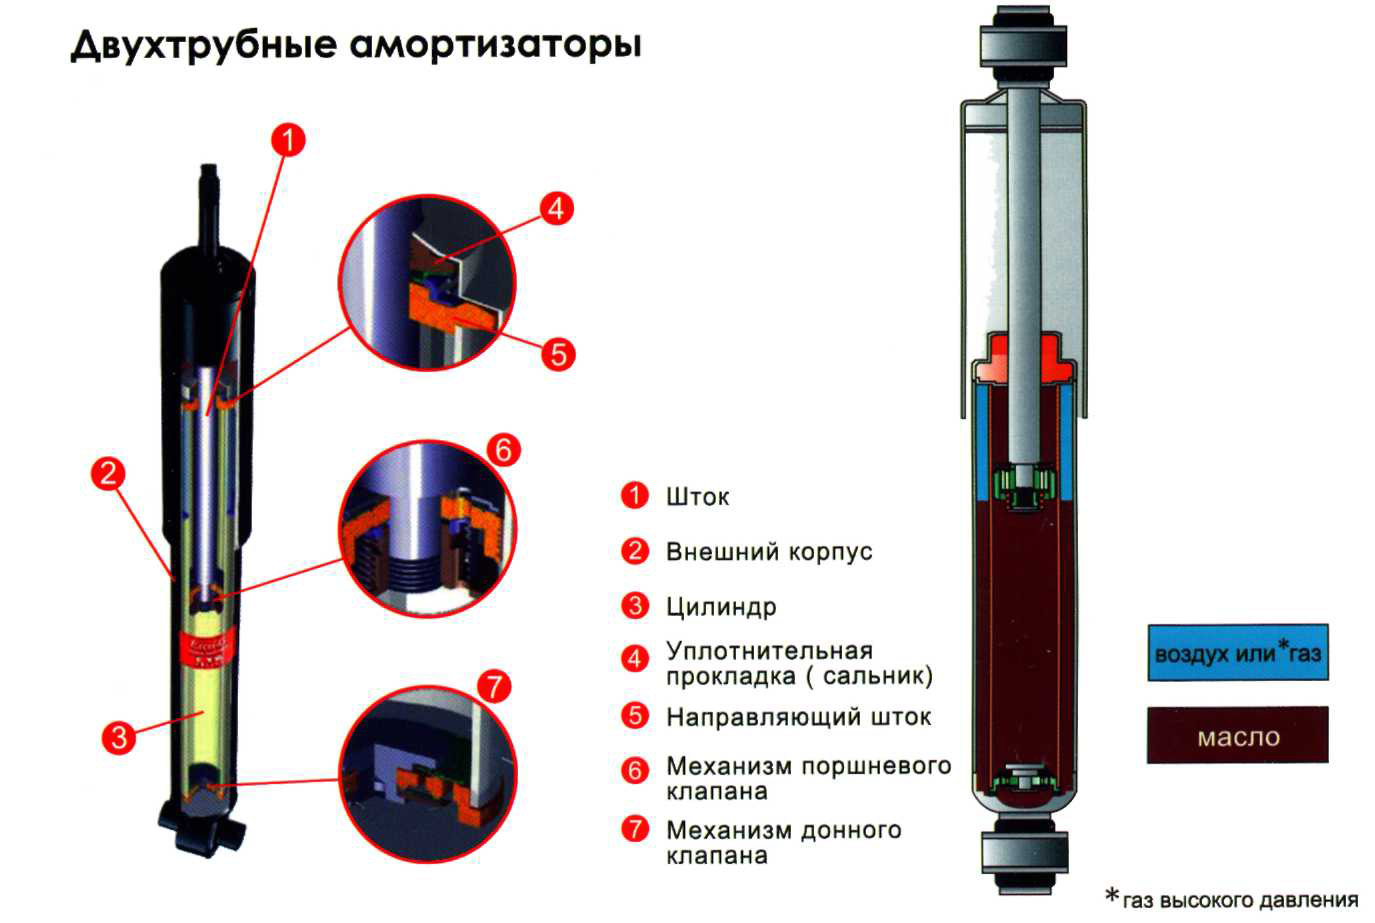 Двухтрубные амортизаторы
1
4
5
2
6
3
7
1 Шток
2 Внешний корпус
3 Цилиндр
4 Уплотнительная
прокладка ( сальник)
5 Направляющий шток
6 Механизм поршневого
клапана
7 Механизм донного
клапана
воздух или *газ
масло
*газ высокого давления